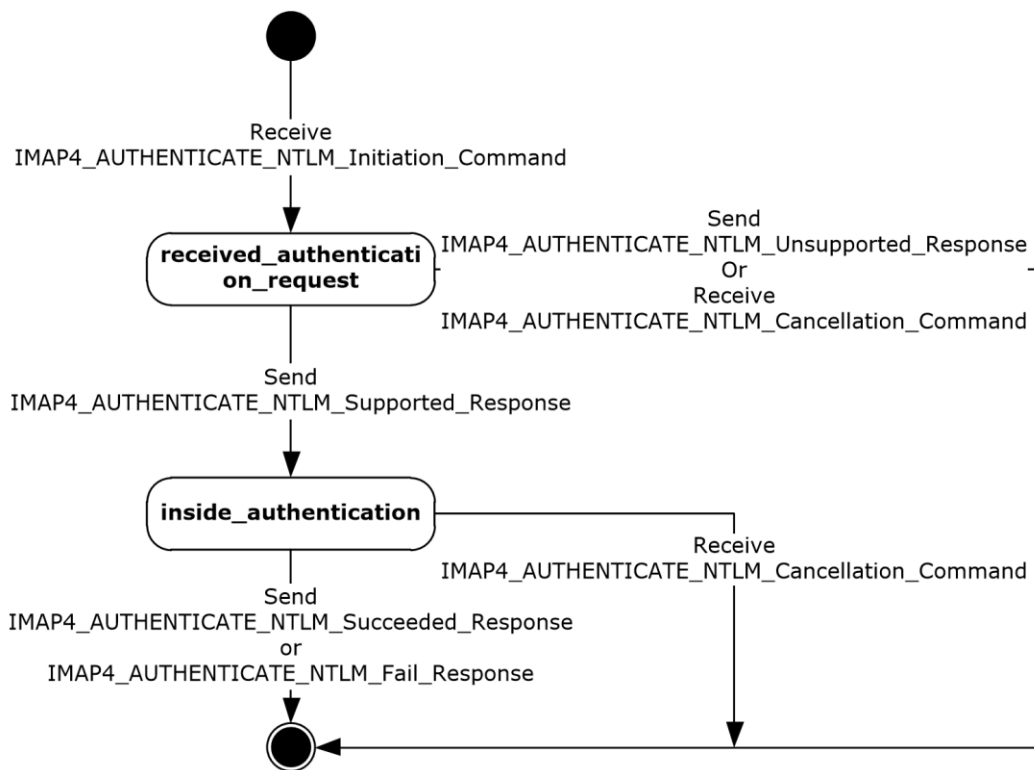 Receive
IMAP4_AUTHENTICATE_NTLM_Initiation_Command
received_authenticati
on_request
Send
IMAP4_AUTHENTICATE_NTLM_Unsupported_Response
Or
Receive
IMAP4_AUTHENTICATE_NTLM_Cancellation_Command
Send
IMAP4_AUTHENTICATE_NTLM_Supported_Response
inside_authentication
Receive
IMAP4_AUTHENTICATE_NTLM_Cancellation_Command
Send
IMAP4_AUTHENTICATE_NTLM_Succeeded_Response
or
IMAP4_AUTHENTICATE_NTLM_Fail_Response